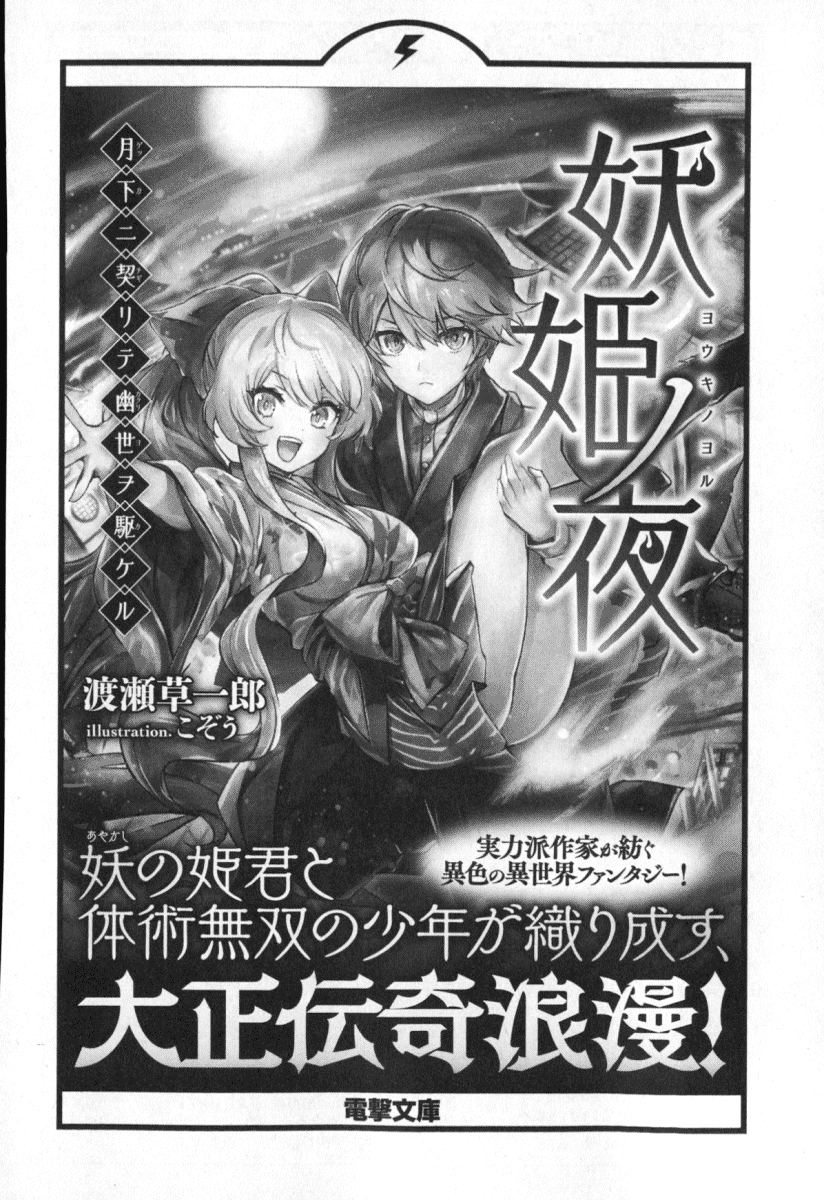 妖姫ノ夜
ヨウキノヨル
月下ニ契リテ幽世ヲ駆ケル
渡瀬草一郎
illustration.こぞう
実力派作家が紡ぐ
異色の異世界ファンタジー!
あやかし
妖の姫君と
体術無双の少年が織り成す、
大正伝奇浪漫!
電撃文庫